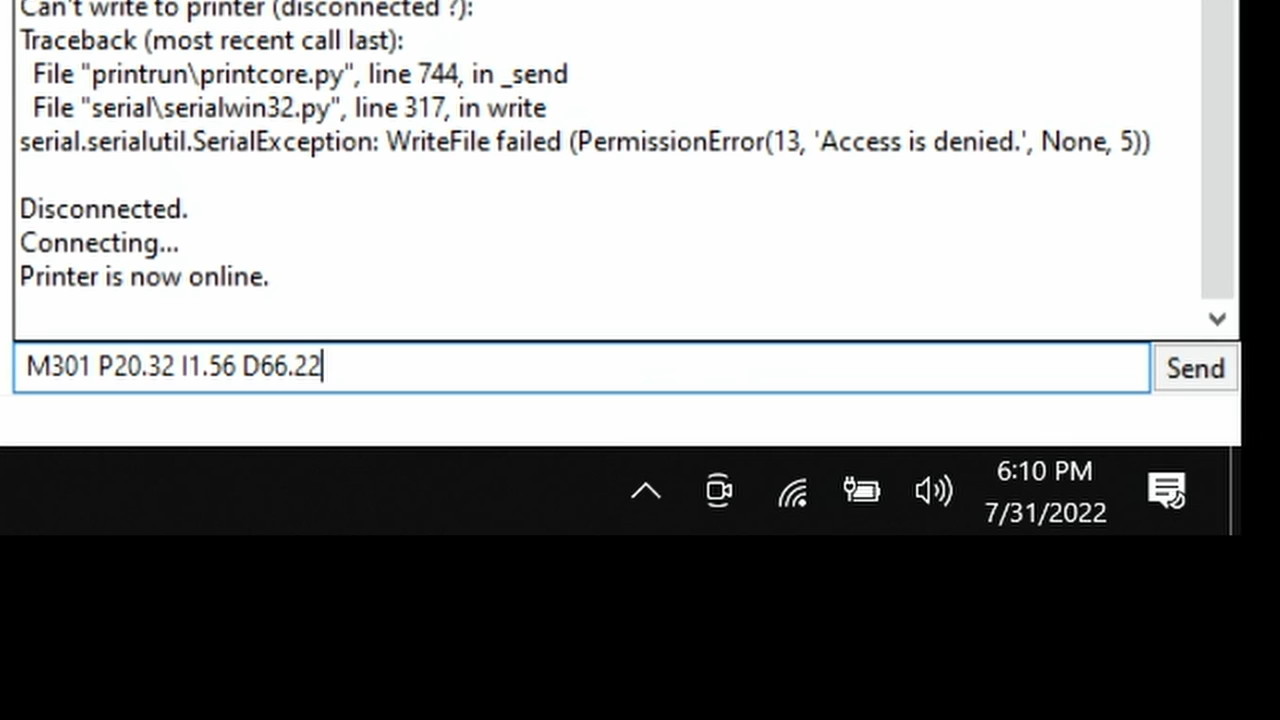 Can't write to printer (disconnected ?):
Traceback (most recent call last):
File "printrun\printcore.py", line 744, in _send
File "serial\serialwin32.py", line 317, in write
serial.serialutil.SerialException: WriteFile failed (PermissionError(13, 'Access is denied.', None, 5))
Disconnected.
Connecting...
Printer is now online.
M301 P20.32 I1.56 D66.22
Send
6:10 PM
7/31/2022